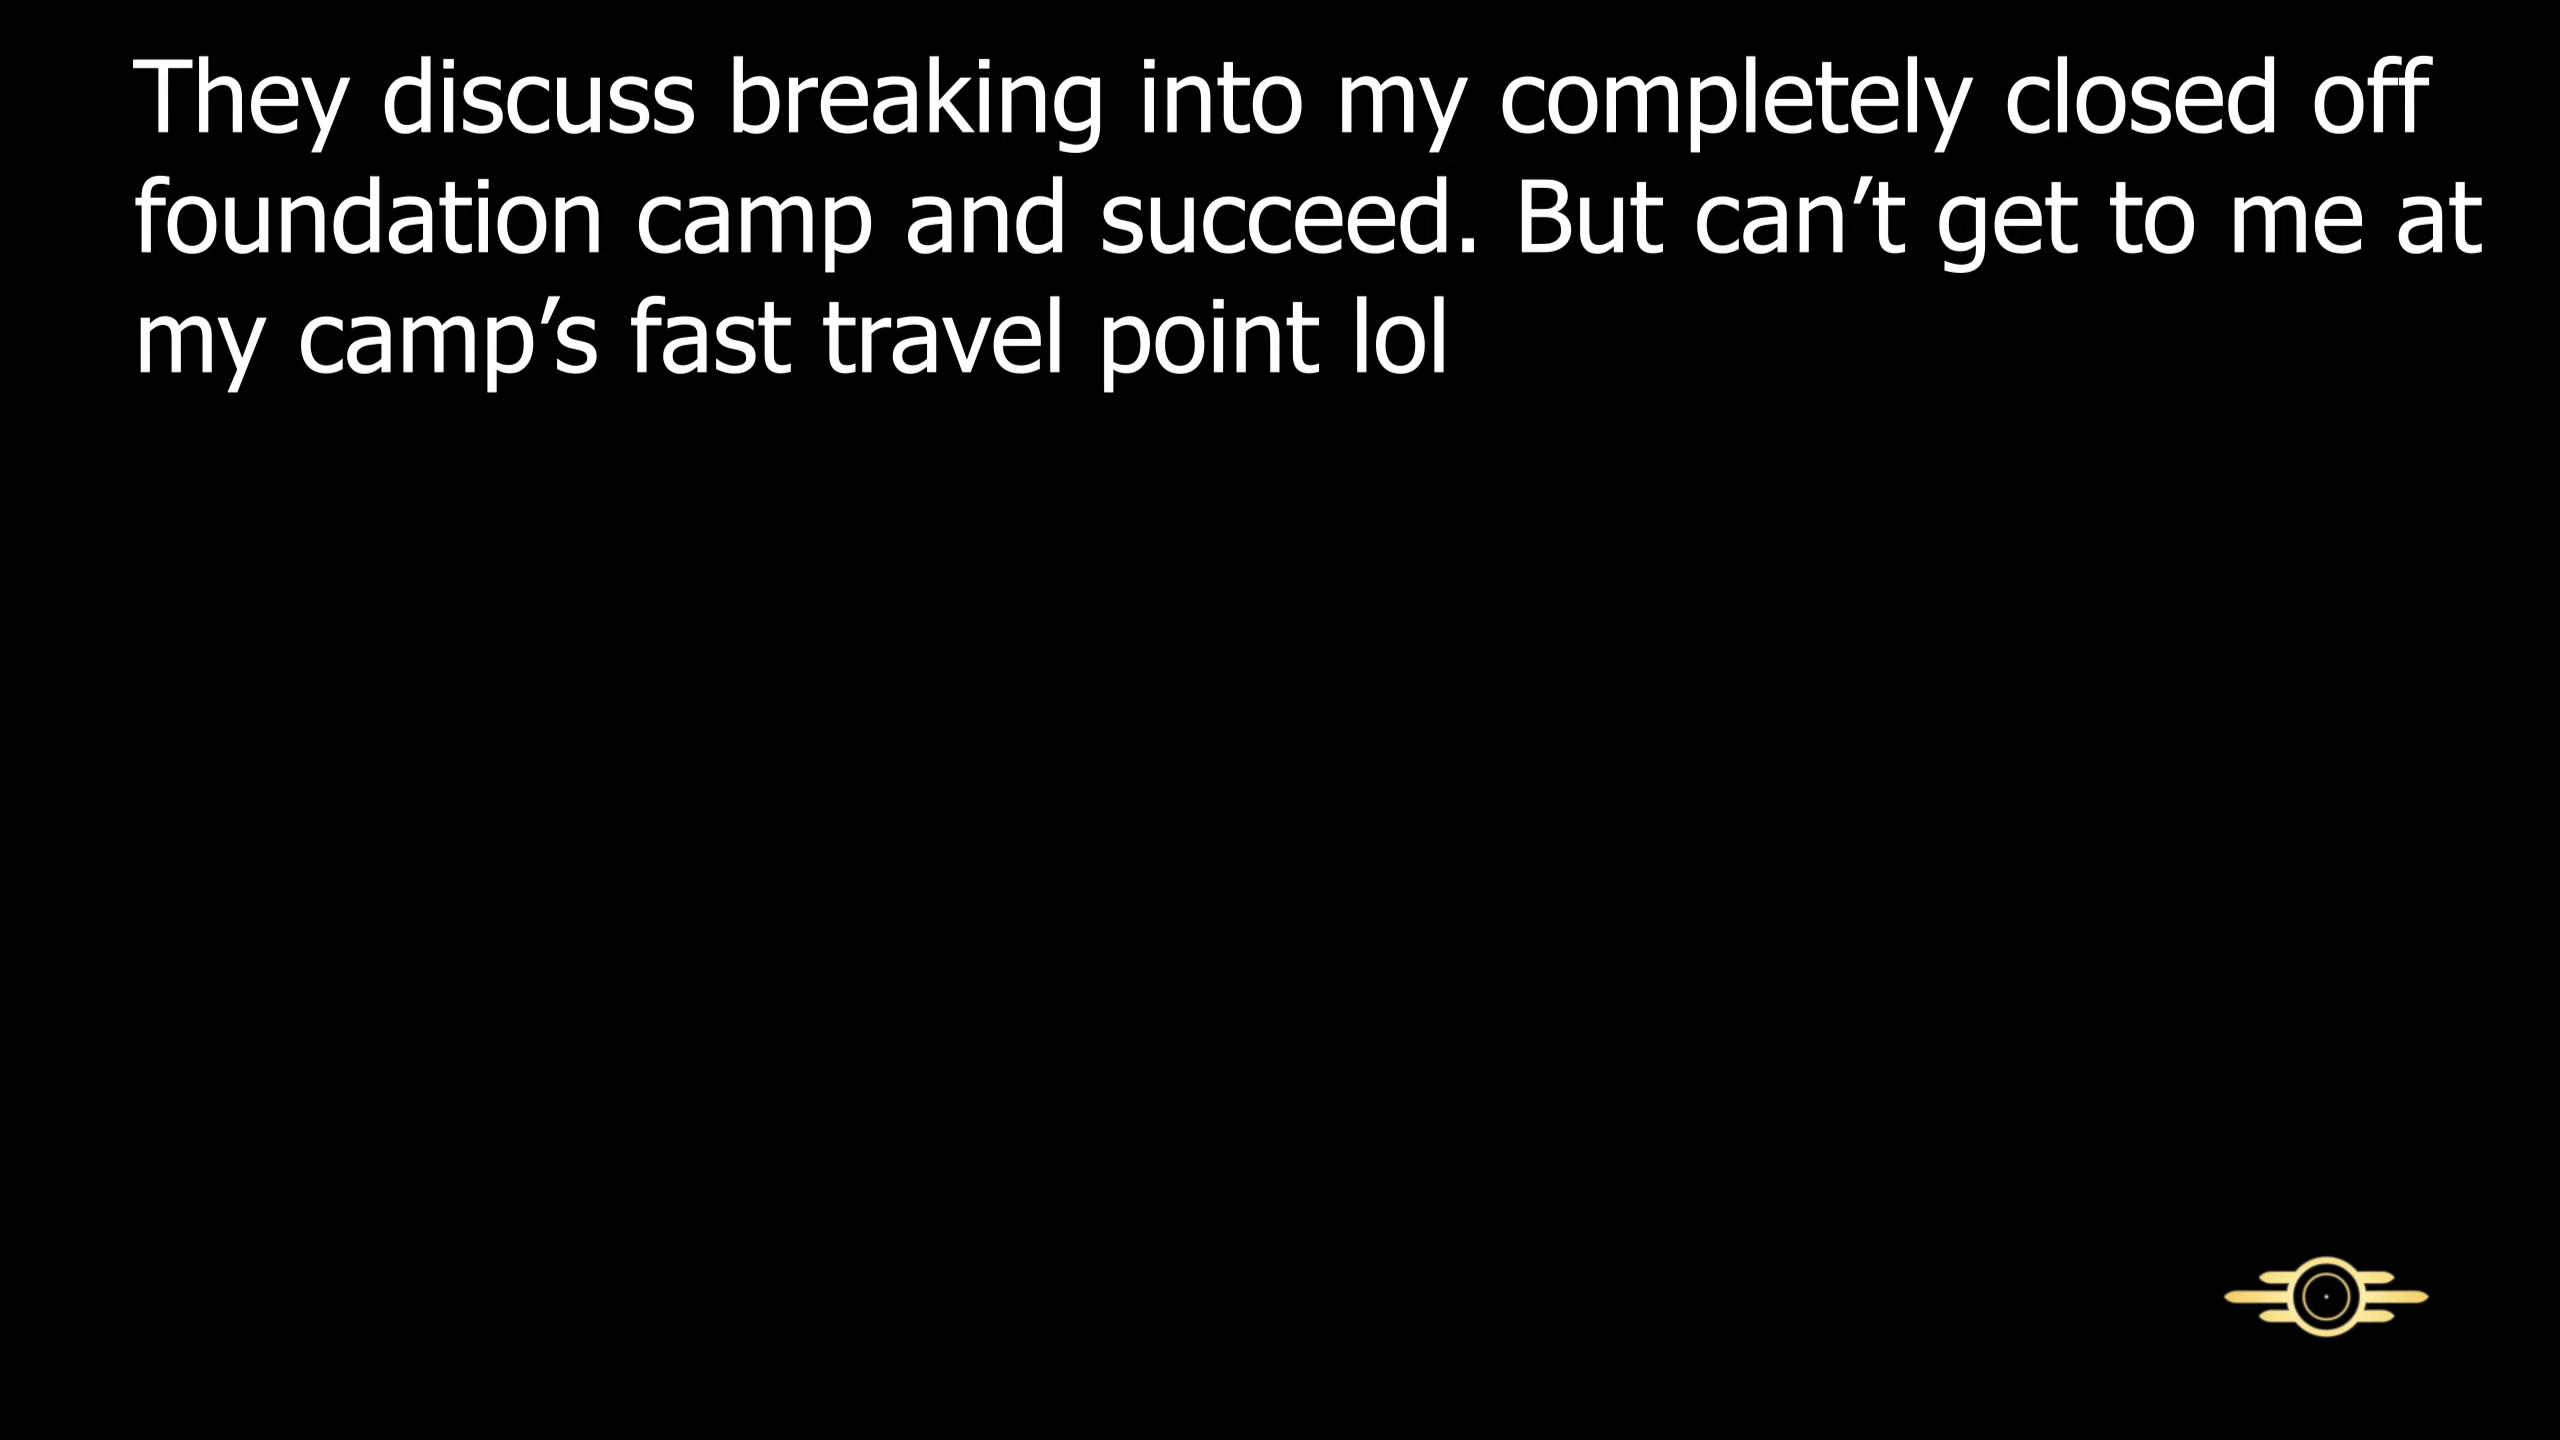 They discuss breaking into my completely closed off
foundation camp and succeed. But can’t get to me at
my camp’s fast travel point lol